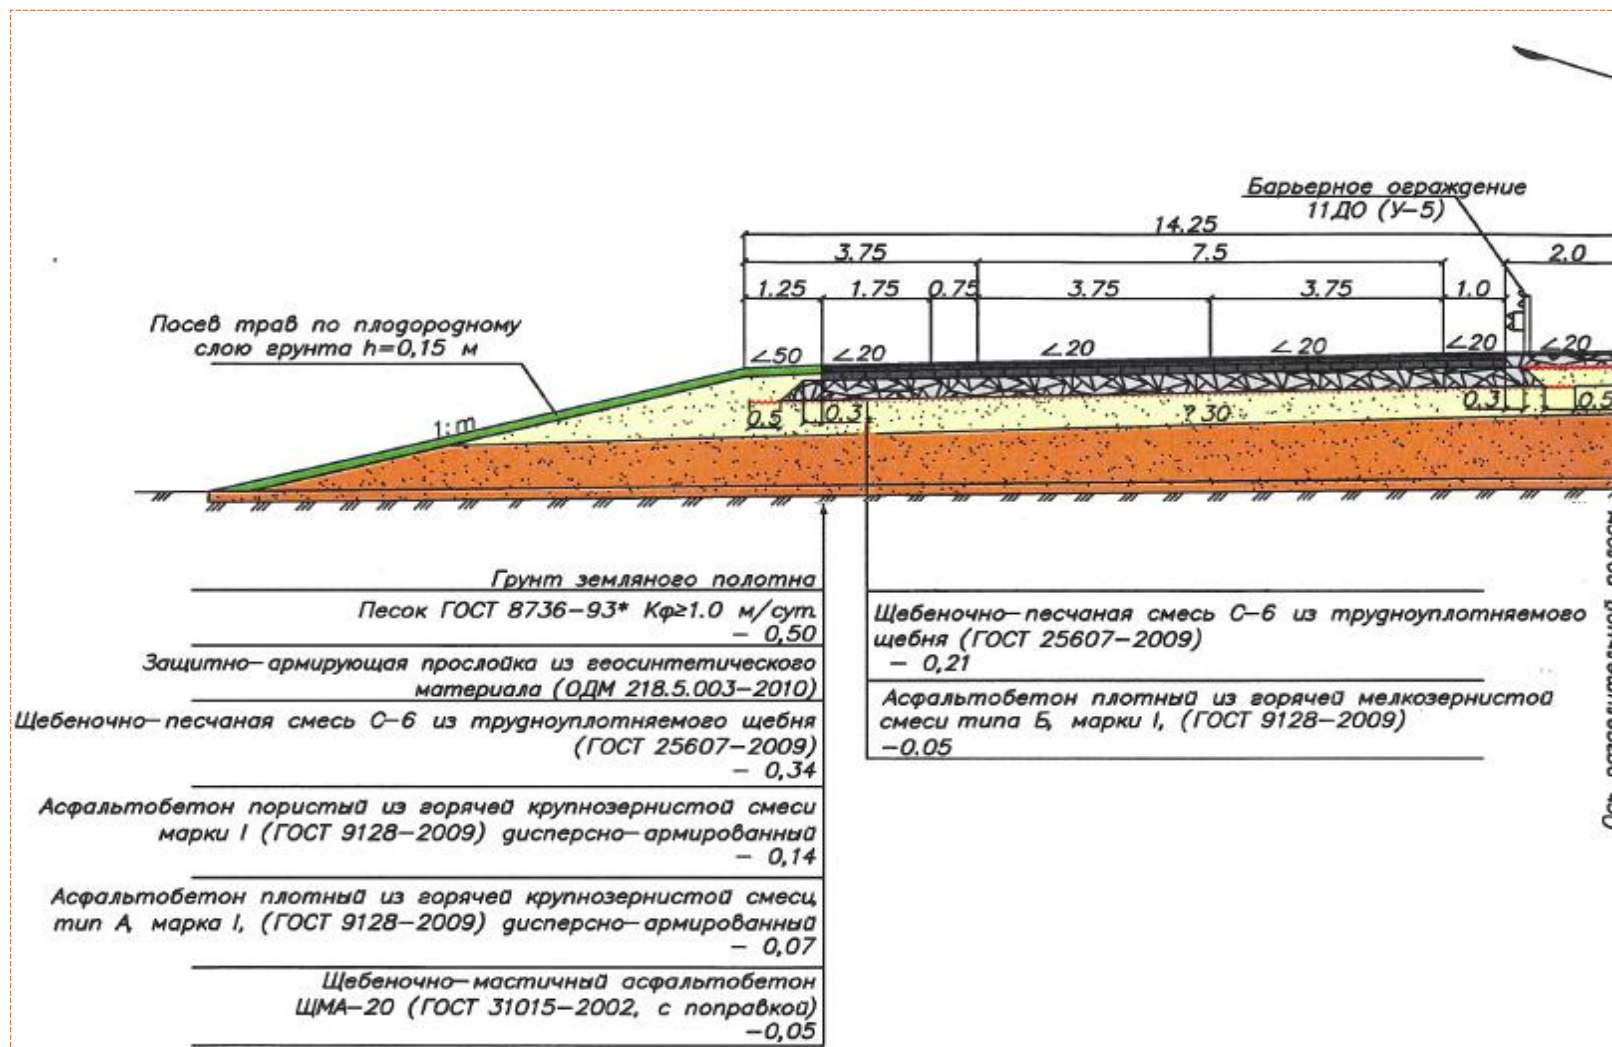 Барьерное ограждение
11ДО (У-5)
14.25
3.75 7.5 2.0
1.25 1.75 0.75 3.75 3.75 1.0
Посев трав по плодородному
слою грунта h=0,15 м
∠50 ∠20 ∠20 ∠20 ∠20 ∠20
1:m
0.5 0.3 ?30 0.3 0.5
Грунт земляного полотна
Песок ГОСТ 8736-93* Кφ≥1.0 м/сут.
- 0,50
Защитно-армирующая прослойка из геосинтетического
материала (ОДМ 218.5.003-2010)
Щебеночно-песчаная смесь С-6 из трудноуплотняемого щебня
(ГОСТ 25607-2009)
- 0,34
Асфальтобетон пористый из горячей крупнозернистой смеси
марки I (ГОСТ 9128-2009) дисперсно-армированный
- 0,14
Асфальтобетон плотный из горячей крупнозернистой смеси,
тип А, марка I, (ГОСТ 9128-2009) дисперсно-армированный
- 0,07
Щебеночно-мастичный асфальтобетон
ЩМА-20 (ГОСТ 31015-2002, с поправкой)
-0,05
Щебеночно-песчаная смесь С-6 из трудноуплотняемого
щебня (ГОСТ 25607-2009)
- 0,21
Асфальтобетон плотный из горячей мелкозернистой
смеси типа Б, марки I, (ГОСТ 9128-2009)
-0.05
Ось разделительной полосы